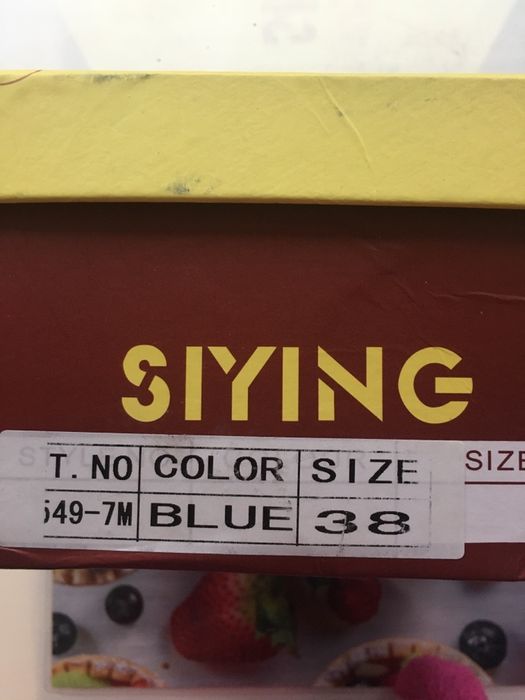 SIYING
T. NO COLOR SIZE SIZE
549-7M BLUE 38